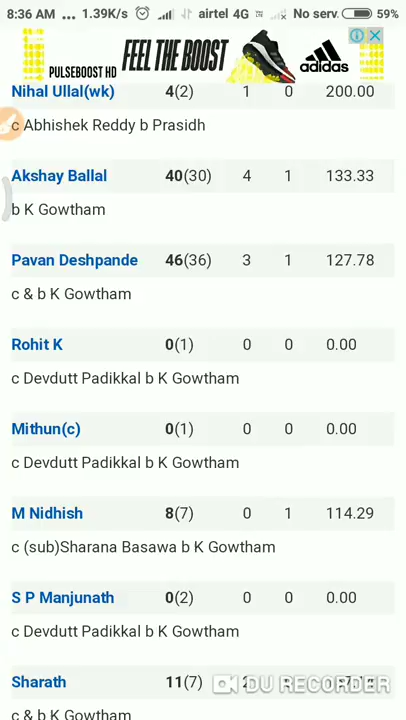 8:36 AM ... 1.39K/s airtel 4G No serv. 59%
FEEL THE BOOST
PULSEBOOST HD
adidas
Nihal Ullal(wk) 4(2) 1 0 200.00
c Abhishek Reddy b Prasidh
Akshay Ballal 40(30) 4 1 133.33
b K Gowtham
Pavan Deshpande 46(36) 3 1 127.78
c & b K Gowtham
Rohit K 0(1) 0 0 0.00
c Devdutt Padikkal b K Gowtham
Mithun(c) 0(1) 0 0 0.00
c Devdutt Padikkal b K Gowtham
M Nidhish 8(7) 0 1 114.29
c (sub)Sharana Basawa b K Gowtham
S P Manjunath 0(2) 0 0 0.00
c Devdutt Padikkal b K Gowtham
Sharath 11(7)
DU RECORDER
c & b K Gowtham